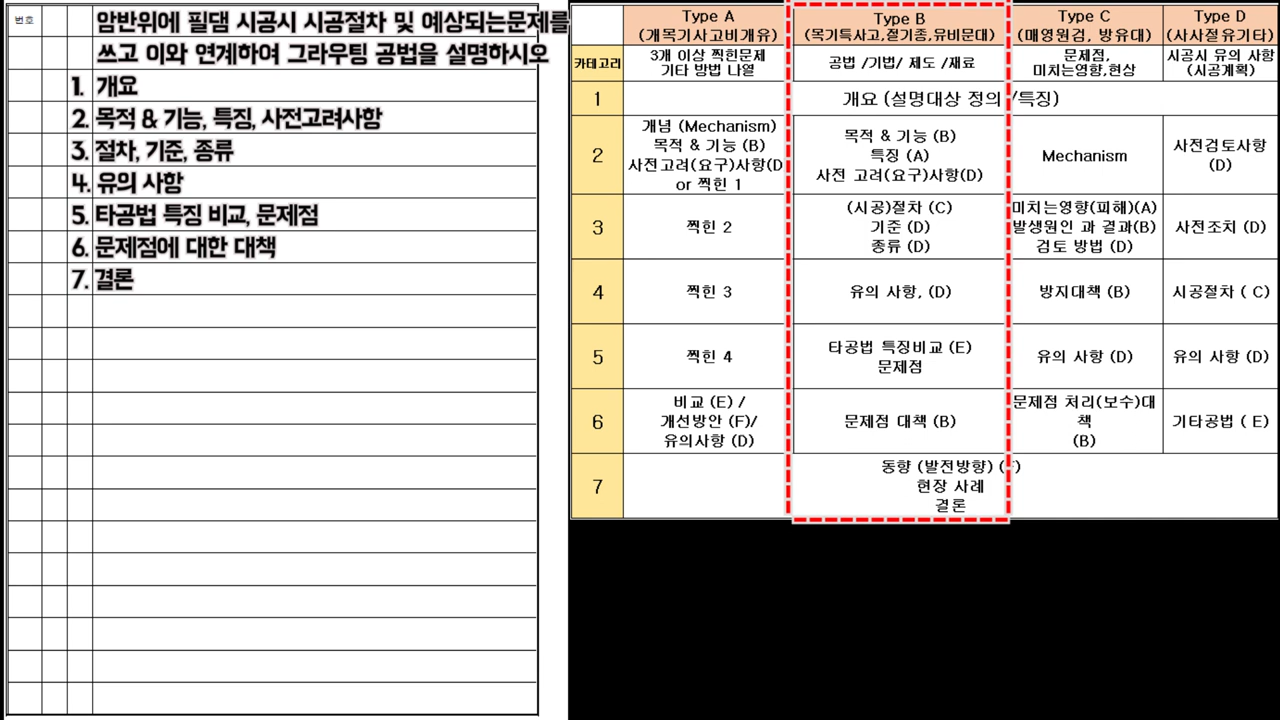 번호
암반위에 필댐 시공시 시공절차 및 예상되는문제를
쓰고 이와 연계하여 그라우팅 공법을 설명하시오
1. 개요
2. 목적 & 기능, 특징, 사전고려사항
3. 절차, 기준, 종류
4. 유의 사항
5. 타공법 특징 비교, 문제점
6. 문제점에 대한 대책
7. 결론
Type A
(개목기사고비개유)
Type B
(목기특사고,절기종,유비문대)
Type C
(매영원검, 방유대)
Type D
(사사절유기타)
카테고리
3개 이상 찍힌문제
기타 방법 나열
공법 /기법/ 제도 /재료
문제점,
미치는영향,현상
시공시 유의 사항
(시공계획)
1
개요 (설명대상 정의 /특징)
2
개념 (Mechanism)
목적 & 기능 (B)
사전고려(요구)사항(D
or 찍힌 1
목적 & 기능 (B)
특징 (A)
사전 고려(요구)사항(D)
Mechanism
사전검토사항
(D)
3
찍힌 2
(시공)절차 (C)
기준 (D)
종류 (D)
미치는영향(피해)(A)
발생원인 과 결과(B)
검토 방법 (D)
사전조치 (D)
4
찍힌 3
유의 사항, (D)
방지대책 (B)
시공절차 ( C)
5
찍힌 4
타공법 특징비교 (E)
문제점
유의 사항 (D)
유의 사항 (D)
6
비교 (E) /
개선방안 (F)/
유의사항 (D)
문제점 대책 (B)
문제점 처리(보수)대
책
(B)
기타공법 ( E)
7
동향 (발전방향) (F)
현장 사례
결론